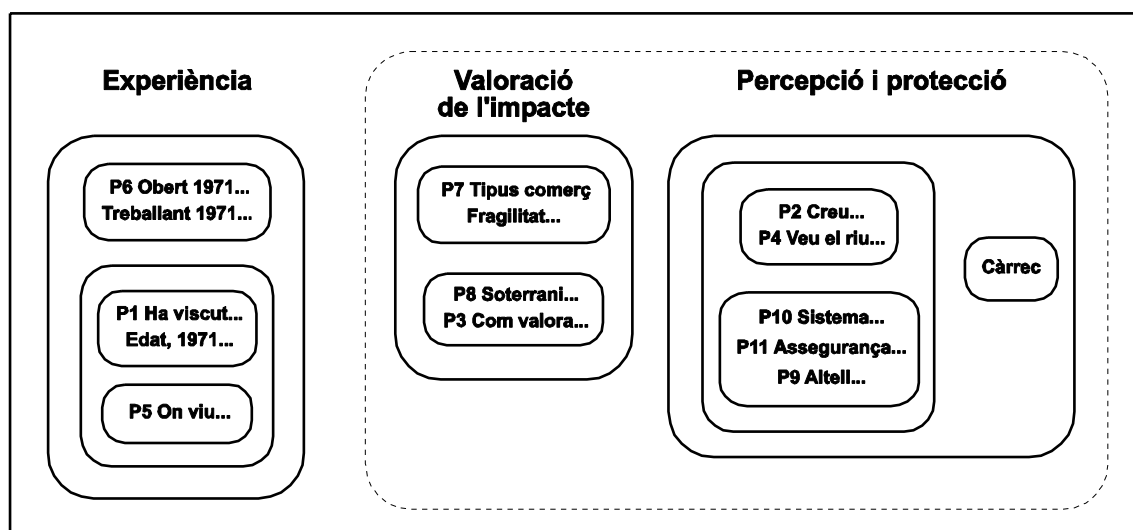 Experiència
P6 Obert 1971...
Treballant 1971...
P1 Ha viscut...
Edat, 1971...
P5 On viu...
Valoració
de l'impacte
P7 Tipus comerç
Fragilitat...
P8 Soterrani...
P3 Com valora...
Percepció i protecció
P2 Creu...
P4 Veu el riu...
P10 Sistema...
P11 Assegurança...
P9 Altell...
Càrrec